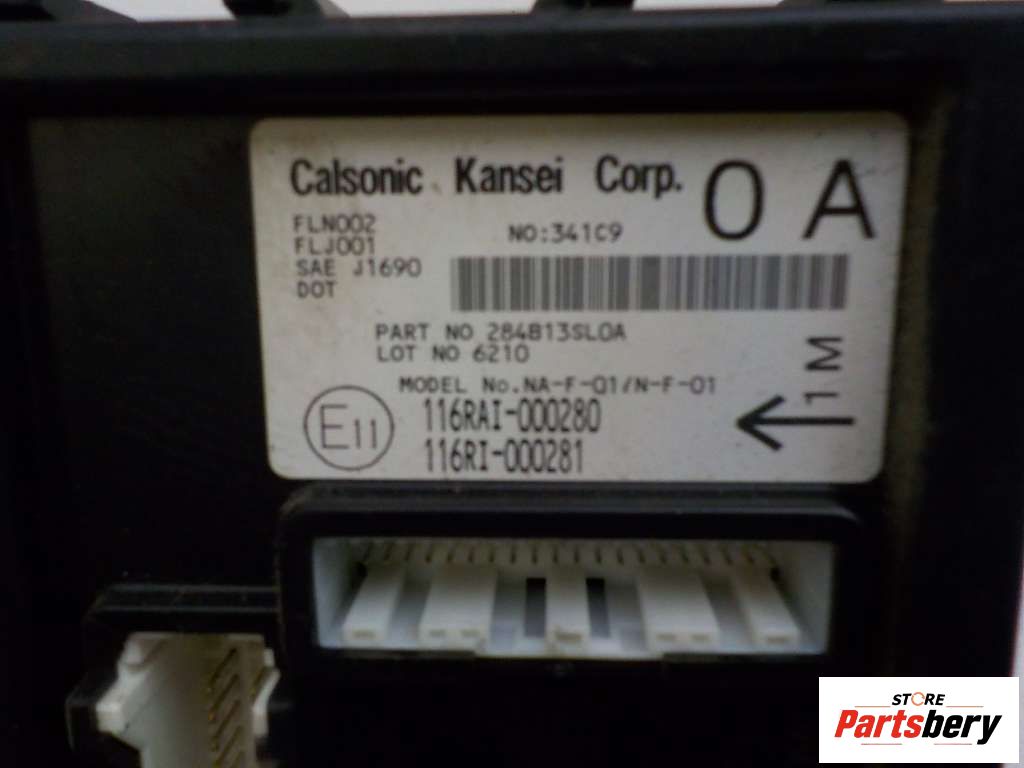 Calsonic Kansei Corp. 0 A
FLN002
FLJ001
NO:341C9
SAE J1690
DOT
PART NO 284B13SL0A
LOT NO 6210
MODEL No.NA-F-01/N-F-01
1M
E11
116RAI-000280
116RI-000281
STORE
Partsbery